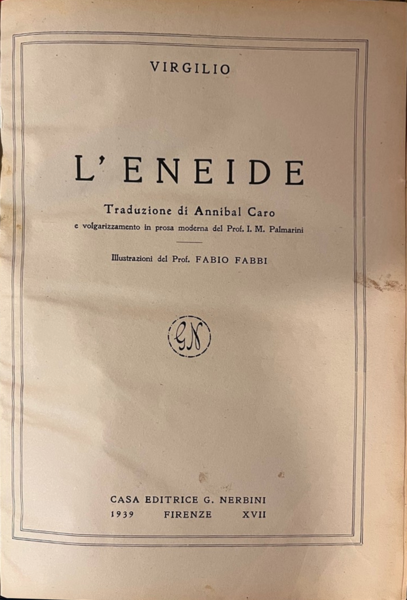 VIRGILIO
L' ENEIDE
Traduzione di Annibal Caro
e volgarizzamento in prosa moderna del Prof. I. M. Palmarini
Illustrazioni del Prof. FABIO FABBI
GN
CASA EDITRICE G. NERBINI
1939 FIRENZE XVII